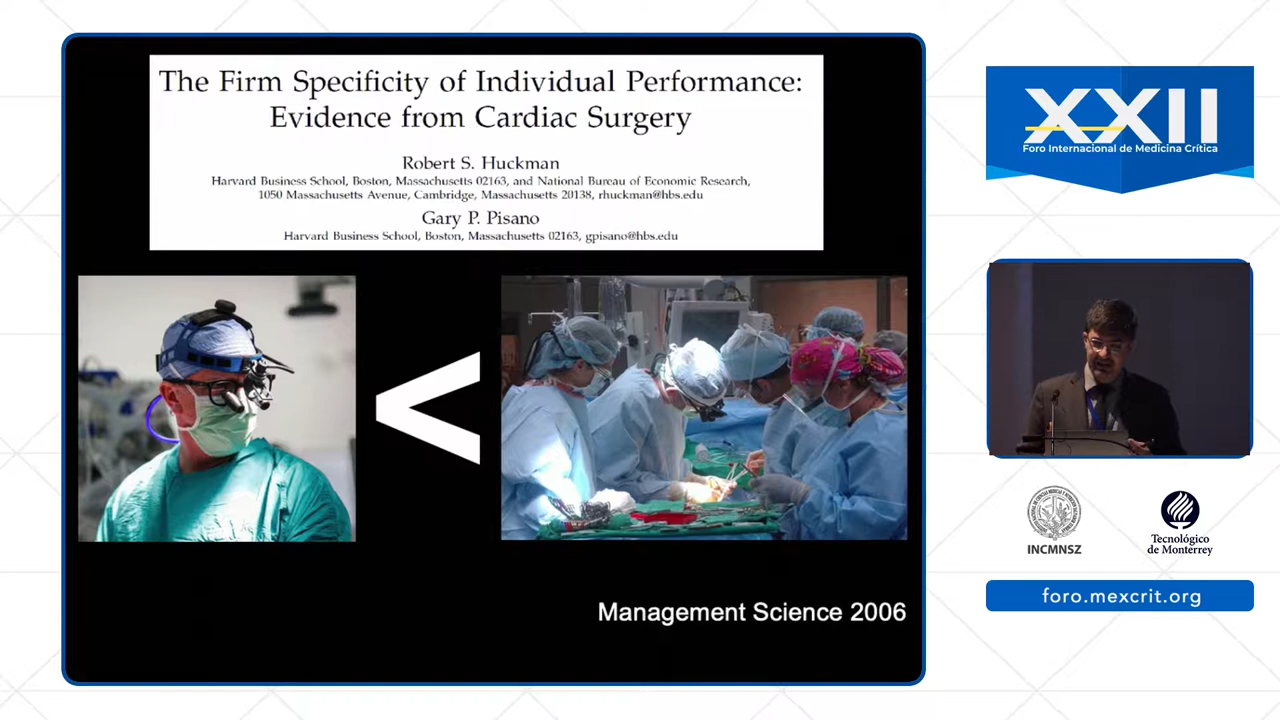 The Firm Specificity of Individual Performance:
Evidence from Cardiac Surgery
Robert S. Huckman
Harvard Business School, Boston, Massachusetts 02163, and National Bureau of Economic Research,
1050 Massachusetts Avenue, Cambridge, Massachusetts 20138, rhuckman@hbs.edu
Gary P. Pisano
Harvard Business School, Boston, Massachusetts 02163, gpisano@hbs.edu
<
Management Science 2006
XXII
Foro Internacional de Medicina Crítica
INCMNSZ
Tecnológico
de Monterrey
foro.mexcrit.org